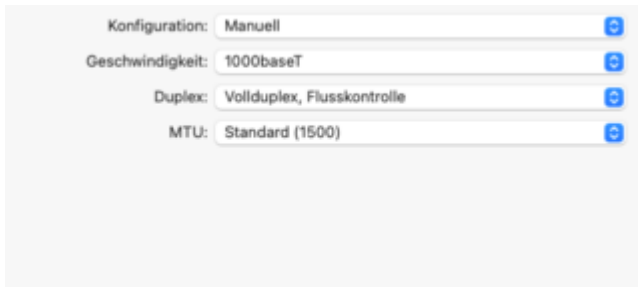 Konfiguration: Manuell
Geschwindigkeit: 1000baseT
Duplex: Vollduplex, Flusskontrolle
MTU: Standard (1500)